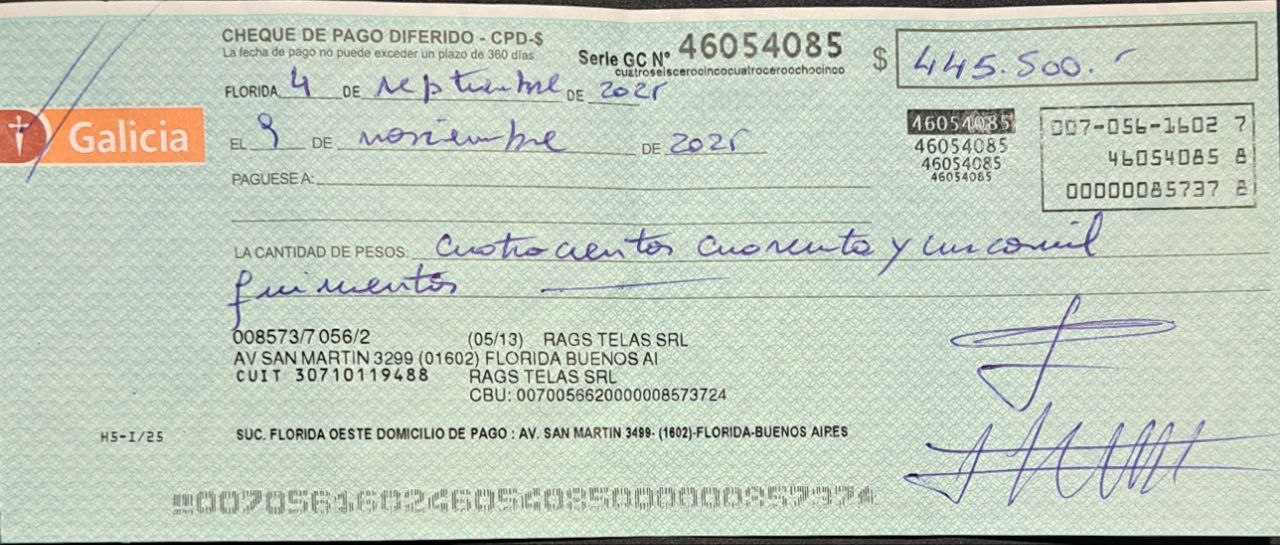 CHEQUE DE PAGO DIFERIDO - CPD-$
La fecha de pago no puede exceder un plazo de 360 días
Serie GC N° 46054085
cuatroseiscerocincocuatroceroochocinco
$ 445.500.-
FLORIDA 4 DE septiembre DE 2025
Galicia
EL 9 DE noviembre DE 2025
46054085
46054085
46054085
46054085
007-056-1602 7
46054085 8
00000085737 2
PAGUESE A:
LA CANTIDAD DE PESOS: cuatrocientos cuarenta y cinco mil
quinientos
008573/7 056/2 (05/13) RAGS TELAS SRL
AV SAN MARTIN 3299 (01602) FLORIDA BUENOS AI
CUIT 30710119488 RAGS TELAS SRL
CBU: 0070056620000008573724
H5-I/25
SUC. FLORIDA OESTE DOMICILIO DE PAGO : AV. SAN MARTIN 3499- (1602)-FLORIDA-BUENOS AIRES